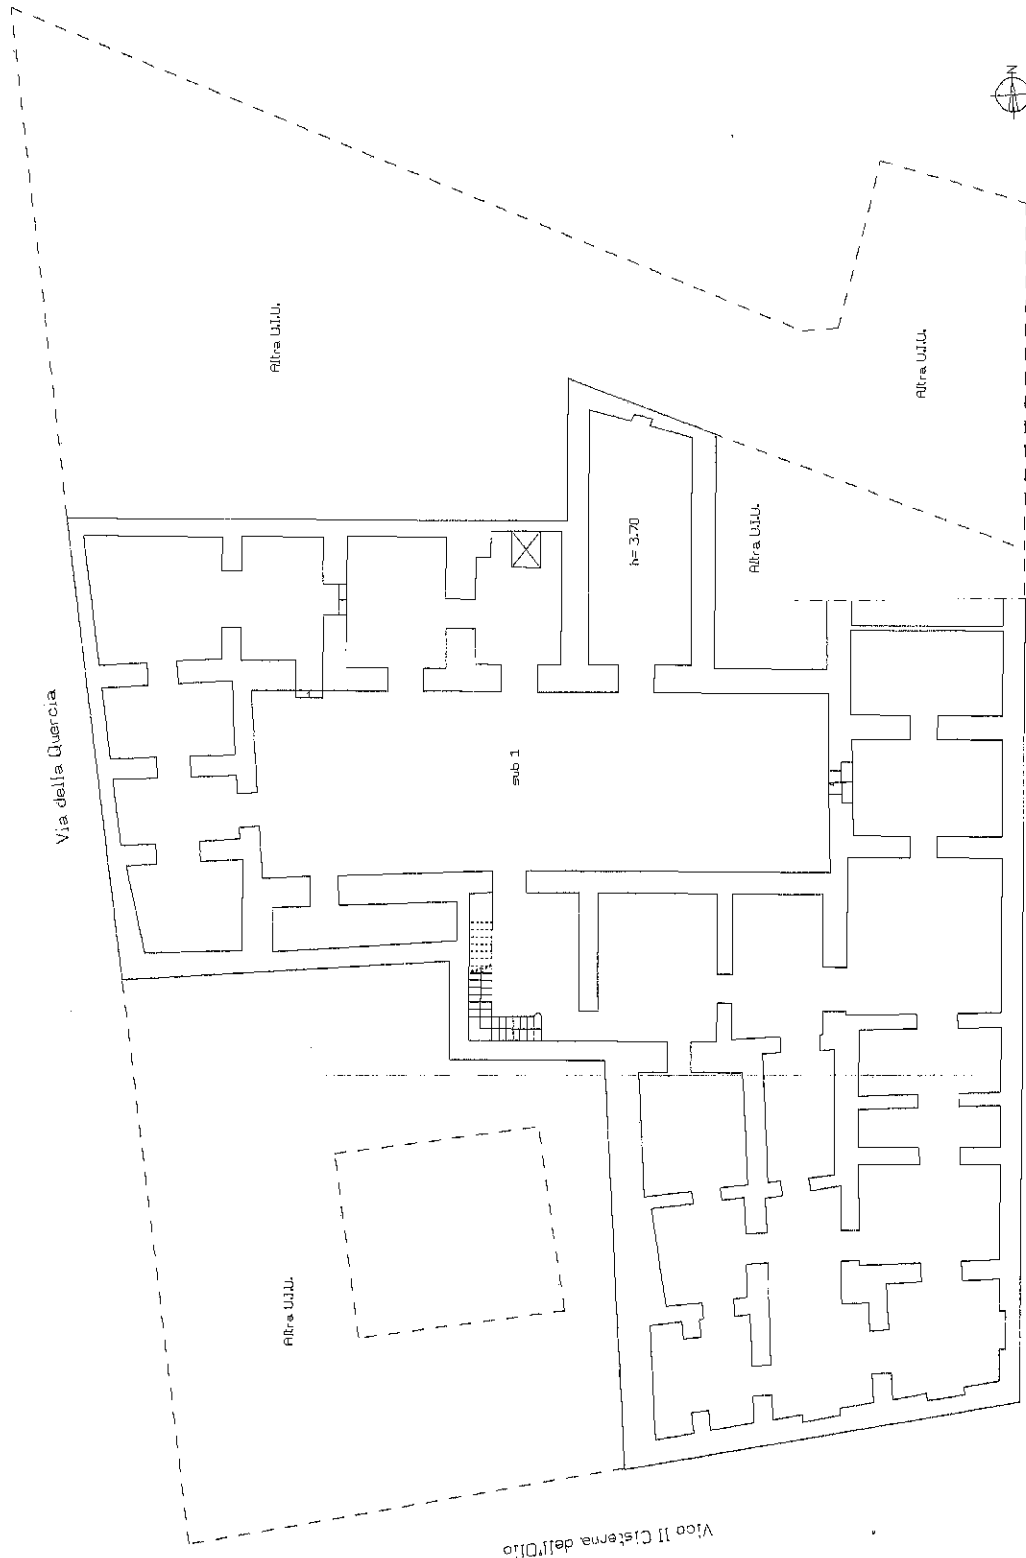 N
Altra U.I.U.
Altra U.I.U.
h= 3.70
Altra U.I.U.
Via della Quercia
sub 1
Altra U.I.U.
Vico II Cisterna dell'Olio